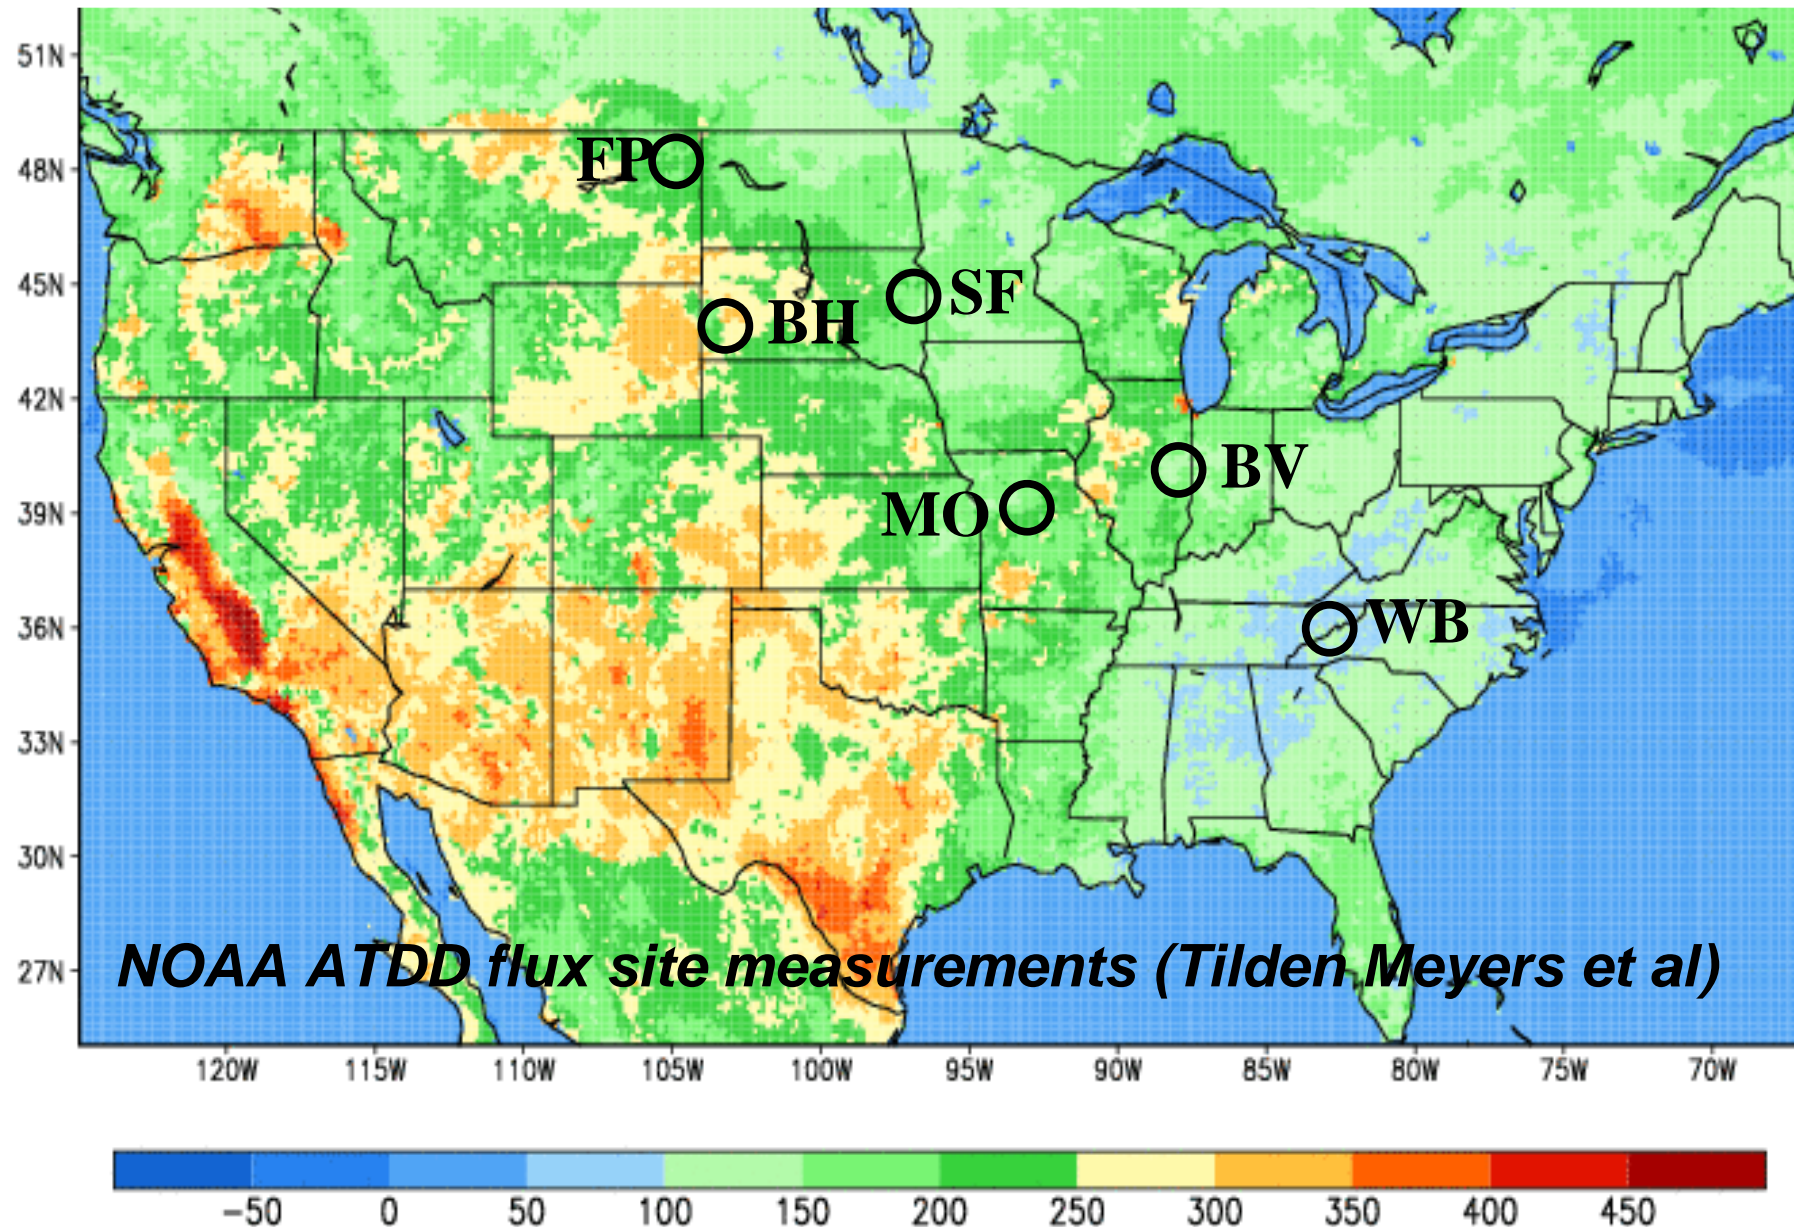 51N
48N
45N
42N
39N
36N
33N
30N
27N
FP
SF
BH
BV
MO
WB
NOAA ATDD flux site measurements (Tilden Meyers et al)
120W 115W 110W 105W 100W 95W 90W 85W 80W 75W 70W
−50 0 50 100 150 200 250 300 350 400 450